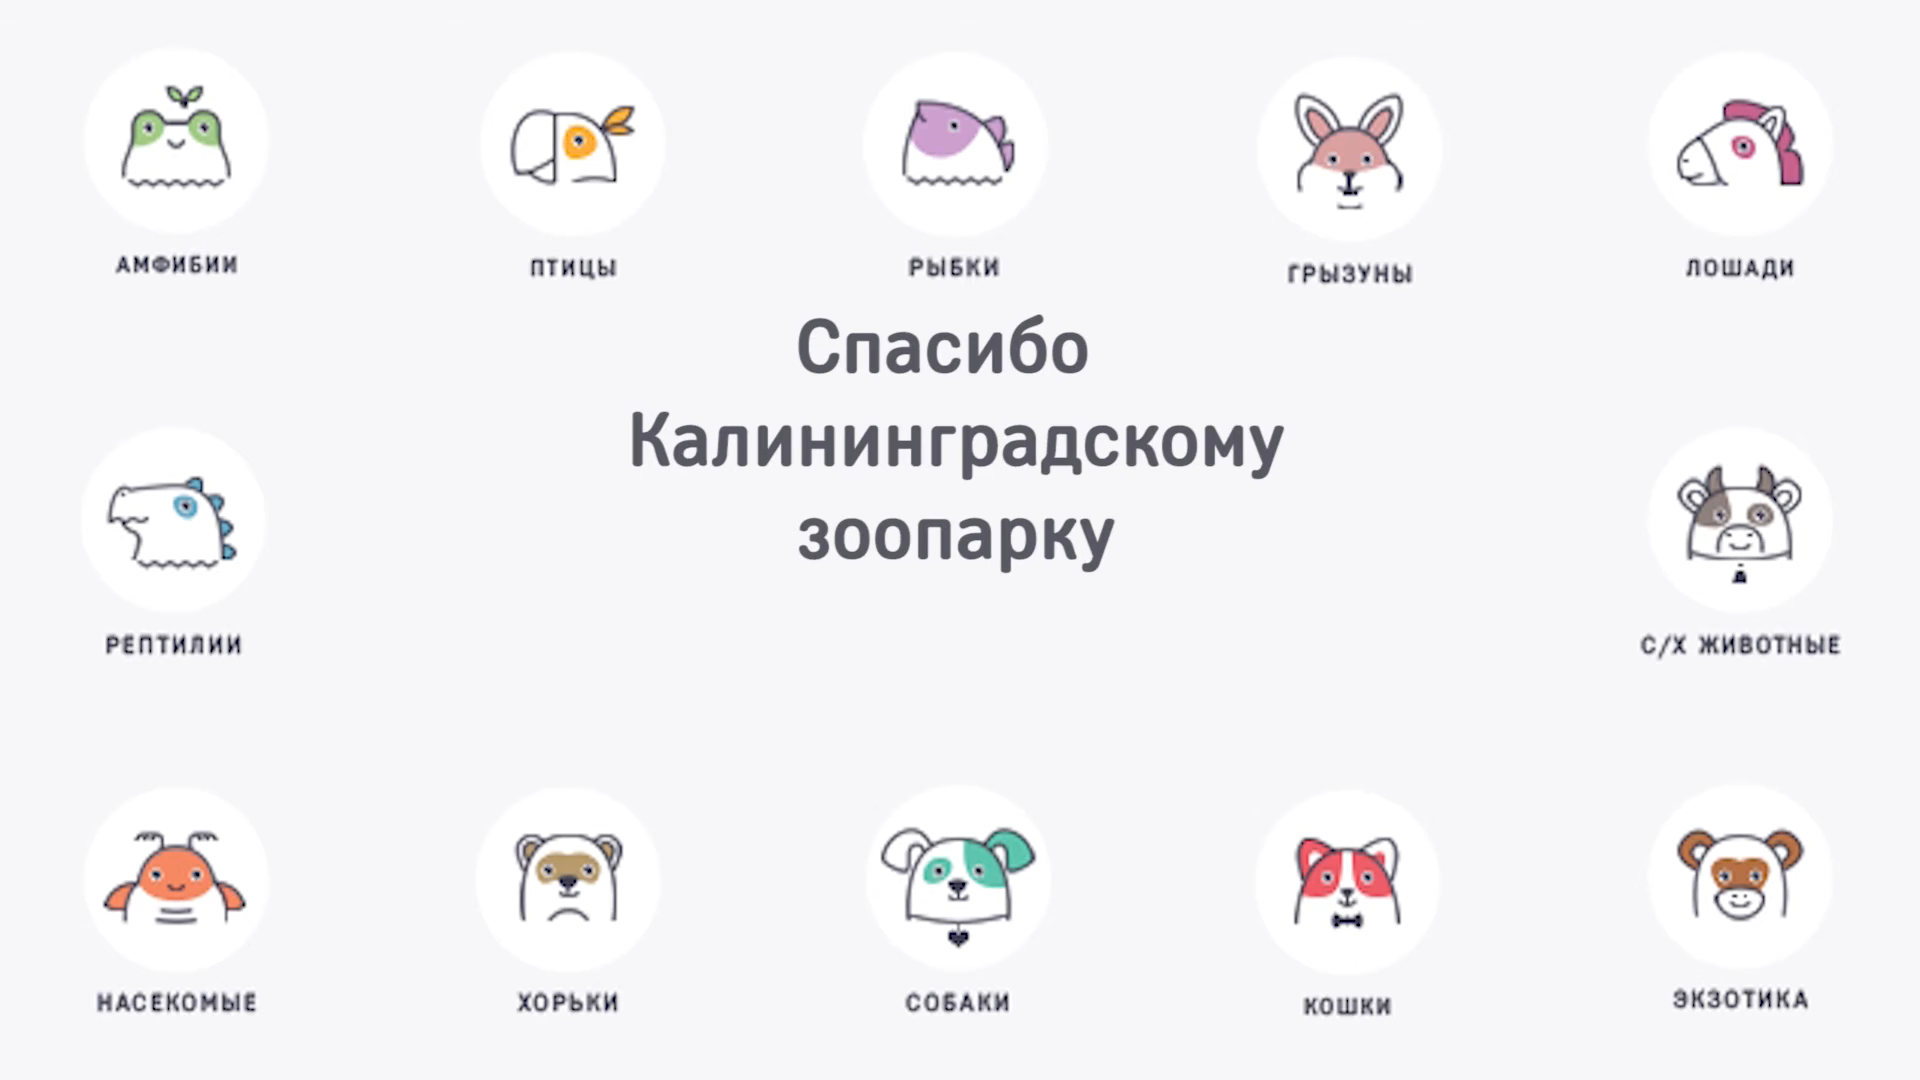 АМФИБИИ
ПТИЦЫ
РЫБКИ
ГРЫЗУНЫ
ЛОШАДИ
Спасибо
Калининградскому
зоопарку
РЕПТИЛИИ
С/Х ЖИВОТНЫЕ
НАСЕКОМЫЕ
ХОРЬКИ
СОБАКИ
КОШКИ
ЭКЗОТИКА